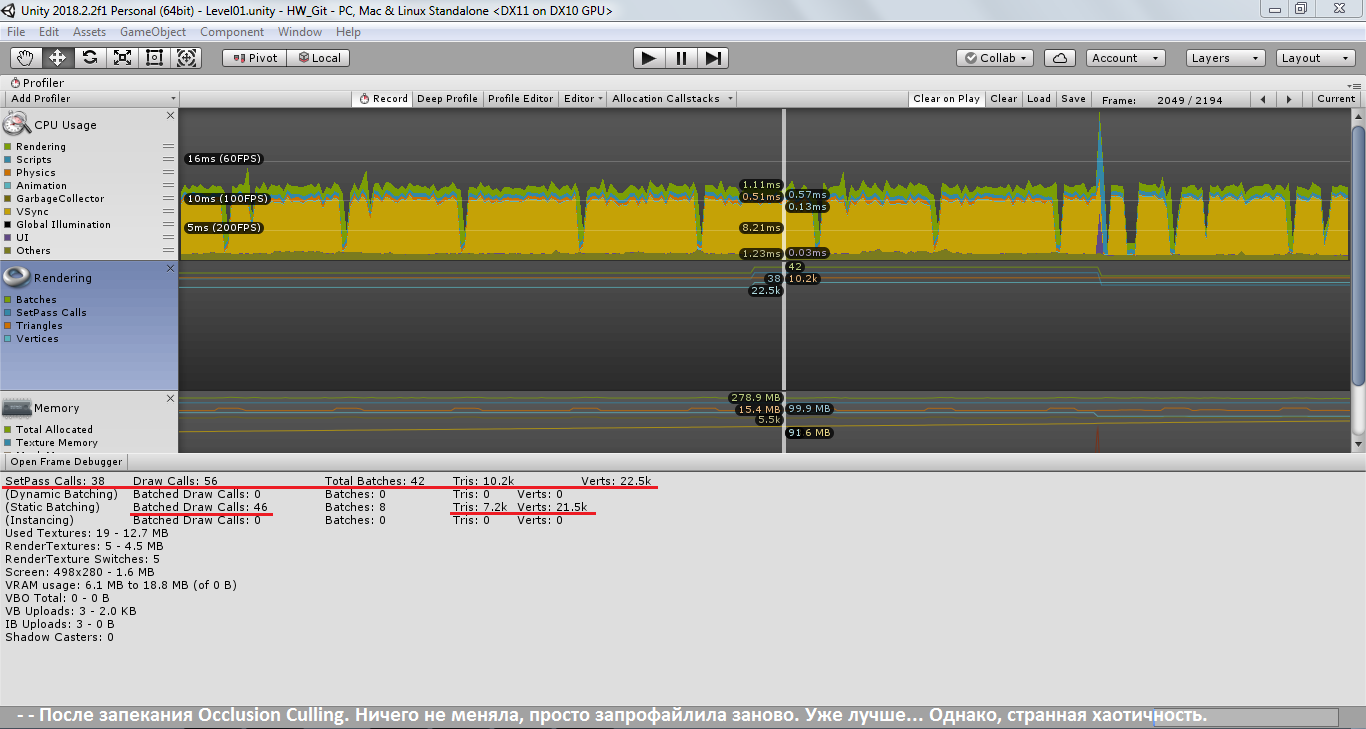 Unity 2018.2.2f1 Personal (64bit) - Level01.unity - HW_Git - PC, Mac & Linux Standalone <DX11 on DX10 GPU>
File Edit Assets GameObject Component Window Help
Pivot Local Collab Account Layers Layout
Profiler
Add Profiler Record Deep Profile Profile Editor Editor Allocation Callstacks Clear on Play Clear Load Save Frame: 2049 / 2194 Current
CPU Usage
Rendering
Scripts
Physics
Animation
GarbageCollector
VSync
Global Illumination
UI
Others
16ms (60FPS)
10ms (100FPS)
5ms (200FPS)
1.11ms
0.51ms
8.21ms
1.23ms
0.57ms
0.13ms
0.03ms
Rendering
Batches
SetPass Calls
Triangles
Vertices
42
38 10.2k
22.5k
Memory
Total Allocated
Texture Memory
278.9 MB
15.4 MB 99.9 MB
5.5k
91.6 MB
Open Frame Debugger
SetPass Calls: 38 Draw Calls: 56 Total Batches: 42 Tris: 10.2k Verts: 22.5k
(Dynamic Batching) Batched Draw Calls: 0 Batches: 0 Tris: 0 Verts: 0
(Static Batching) Batched Draw Calls: 46 Batches: 8 Tris: 7.2k Verts: 21.5k
(Instancing) Batched Draw Calls: 0 Batches: 0 Tris: 0 Verts: 0
Used Textures: 19 - 12.7 MB
RenderTextures: 5 - 4.5 MB
RenderTexture Switches: 5
Screen: 498x280 - 1.6 MB
VRAM usage: 6.1 MB to 18.8 MB (of 0 B)
VBO Total: 0 - 0 B
VB Uploads: 3 - 2.0 KB
IB Uploads: 3 - 0 B
Shadow Casters: 0
- - После запекания Occlusion Culling. Ничего не меняла, просто запрофайлила заново. Уже лучше... Однако, странная хаотичность.